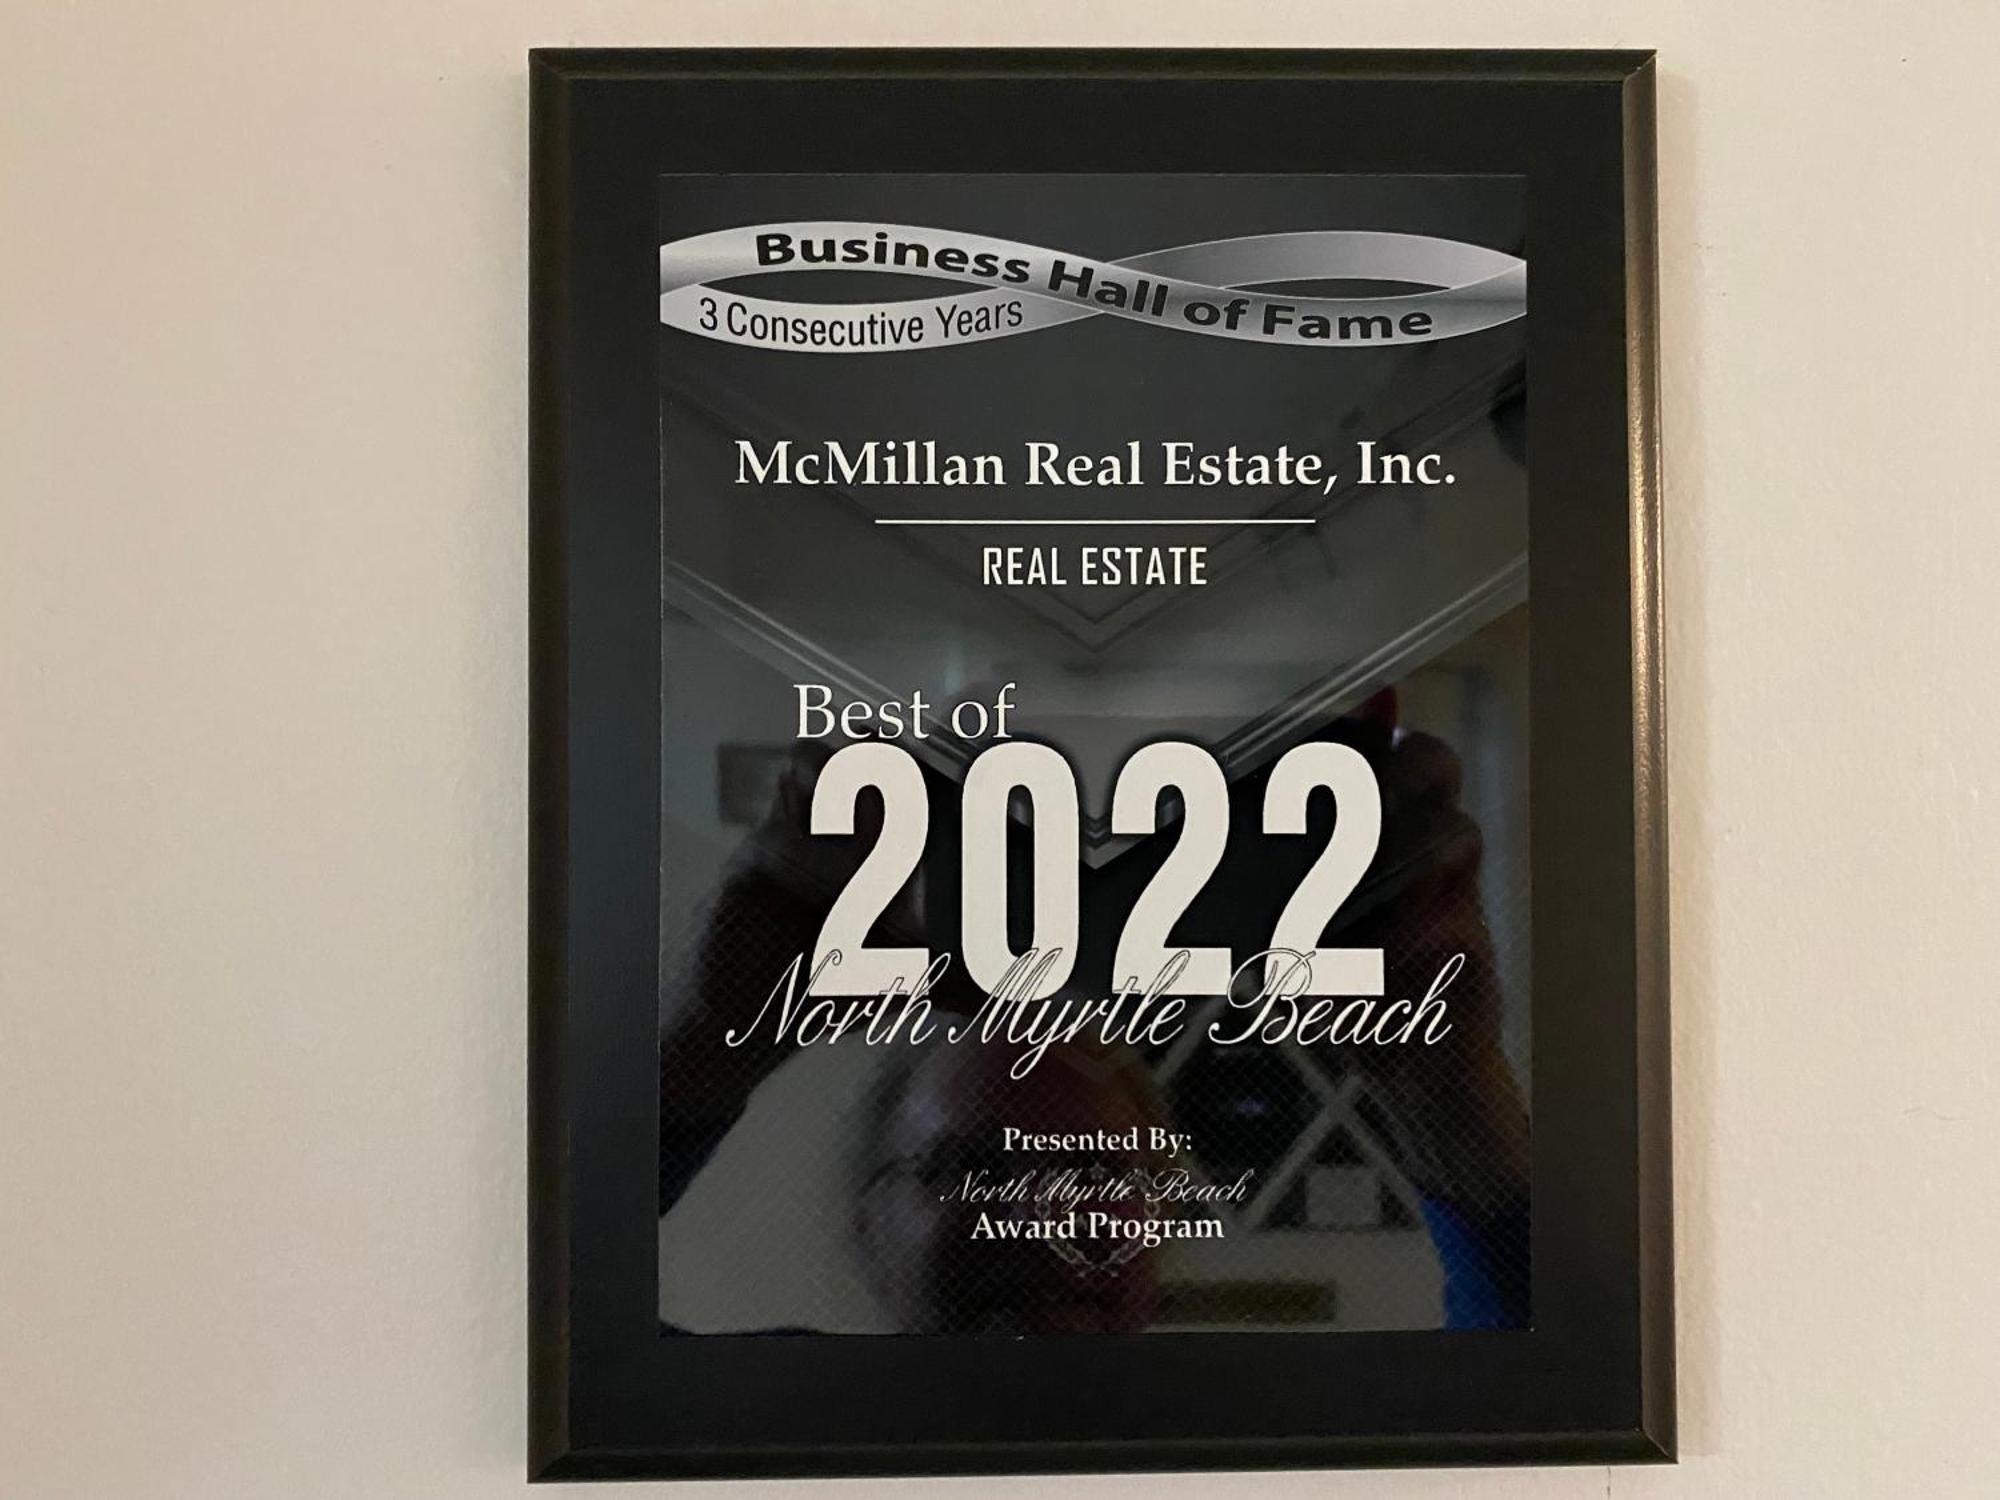 Business Hall of Fame
3 Consecutive Years
McMillan Real Estate, Inc.
REAL ESTATE
Best of
2022
North Myrtle Beach
Presented By:
North Myrtle Beach
Award Program